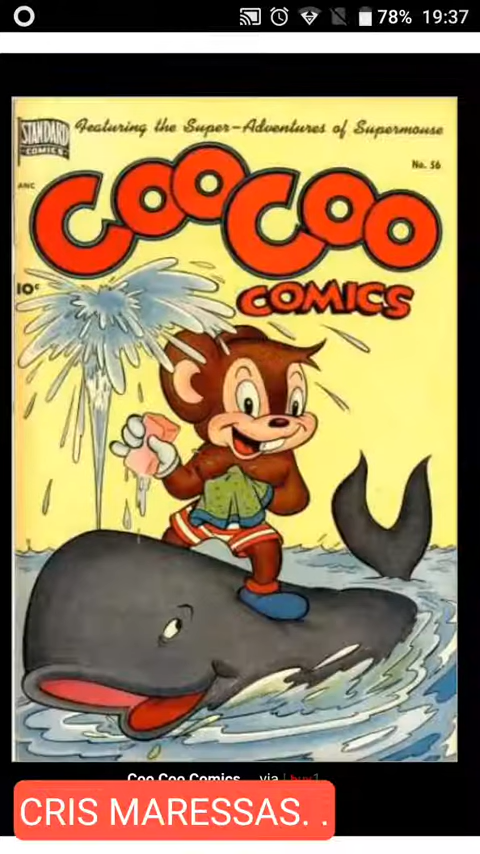 78% 19:37
STANDARD
COMICS
Featuring the Super-Adventures of Supermouse
No. 56
ANC
COO COO
10¢
COMICS
Coo Coo Comics... via
CRIS MARESSAS. .